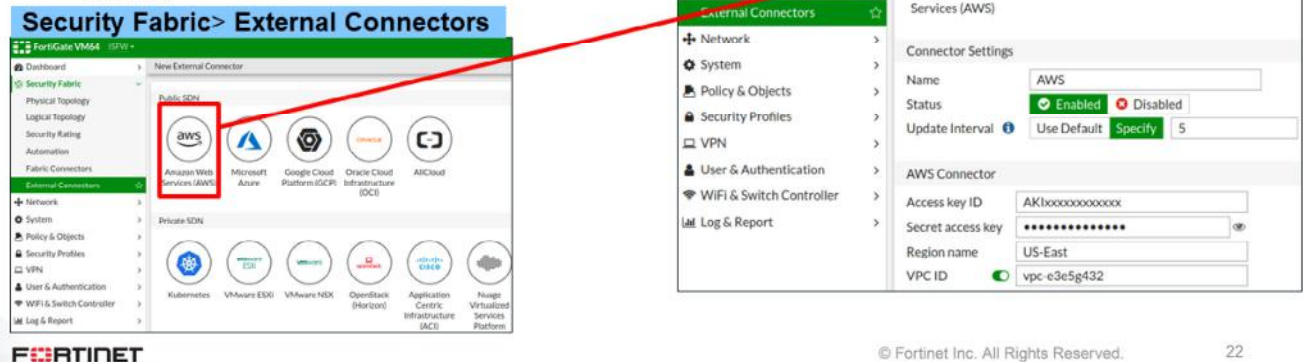 Security Fabric> External Connectors
FortiGate VM64 ISFW
Dashboard
Security Fabric
Physical Topology
Logical Topology
Security Rating
Automation
Fabric Connectors
External Connectors
Network
System
Policy & Objects
Security Profiles
VPN
User & Authentication
WiFi & Switch Controller
Log & Report
New External Connector
Public SDN
aws
Amazon Web
Services (AWS)
Microsoft
Azure
Google Cloud
Platform (GCP)
Oracle Cloud
Infrastructure
(OCI)
AliCloud
Private SDN
Kubernetes
VMware ESXi
VMware NSX
OpenStack
(Horizon)
Application
Centric
Infrastructure
(ACI)
Nuage
Virtualized
Services
Platform
External Connectors
Network
System
Policy & Objects
Security Profiles
VPN
User & Authentication
WiFi & Switch Controller
Log & Report
Services (AWS)
Connector Settings
Name AWS
Status Enabled Disabled
Update Interval Use Default Specify 5
AWS Connector
Access key ID AKIxxxxxxxxxxxx
Secret access key ••••••••••••••
Region name US-East
VPC ID vpc-e3e5g432
FORTINET
© Fortinet Inc. All Rights Reserved. 22